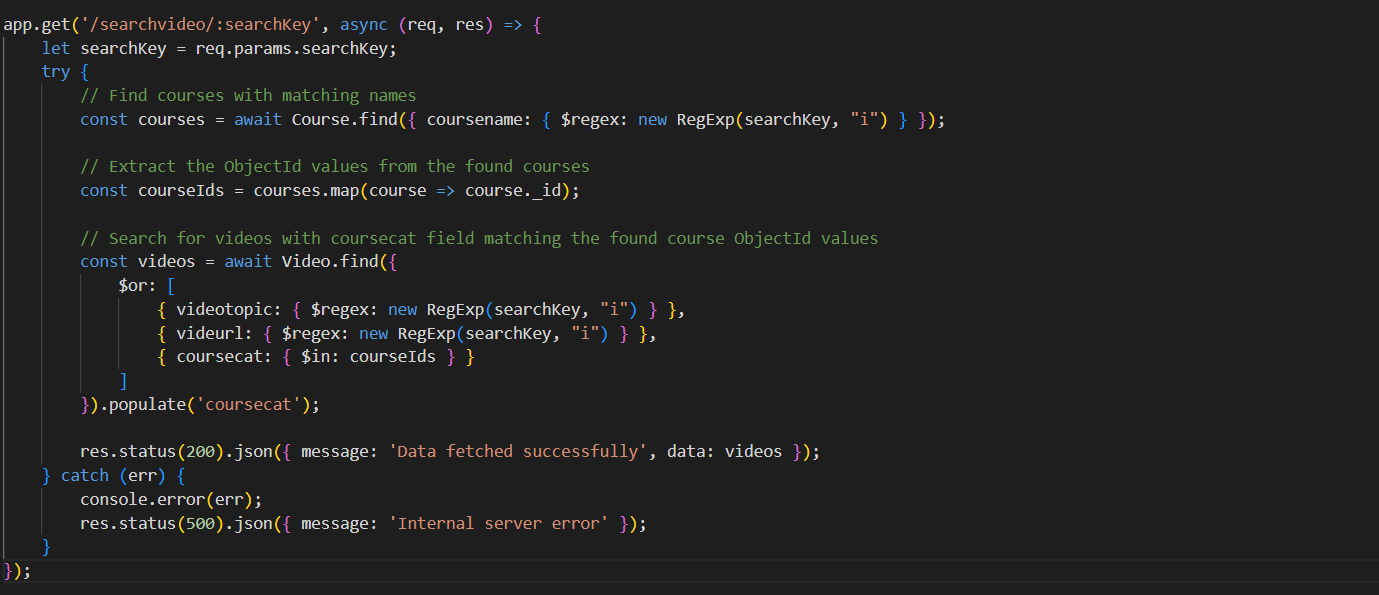 app.get('/searchvideo/:searchKey', async (req, res) => {
    let searchKey = req.params.searchKey;
    try {
        // Find courses with matching names
        const courses = await Course.find({ coursename: { $regex: new RegExp(searchKey, "i") } });

        // Extract the ObjectId values from the found courses
        const courseIds = courses.map(course => course._id);

        // Search for videos with coursecat field matching the found course ObjectId values
        const videos = await Video.find({
            $or: [
                { videotopic: { $regex: new RegExp(searchKey, "i") } },
                { videurl: { $regex: new RegExp(searchKey, "i") } },
                { coursecat: { $in: courseIds } }
            ]
        }).populate('coursecat');

        res.status(200).json({ message: 'Data fetched successfully', data: videos });
    } catch (err) {
        console.error(err);
        res.status(500).json({ message: 'Internal server error' });
    }
});